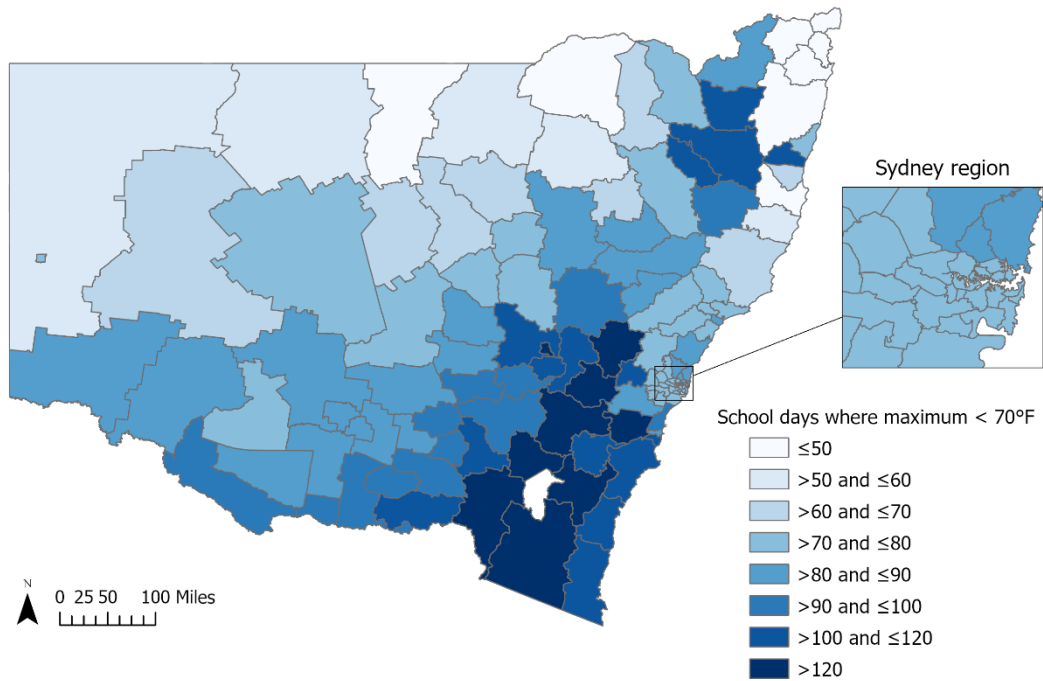 Sydney region
School days where maximum < 70°F
≤50
>50 and ≤60
>60 and ≤70
>70 and ≤80
>80 and ≤90
>90 and ≤100
>100 and ≤120
>120
N
0 25 50 100 Miles